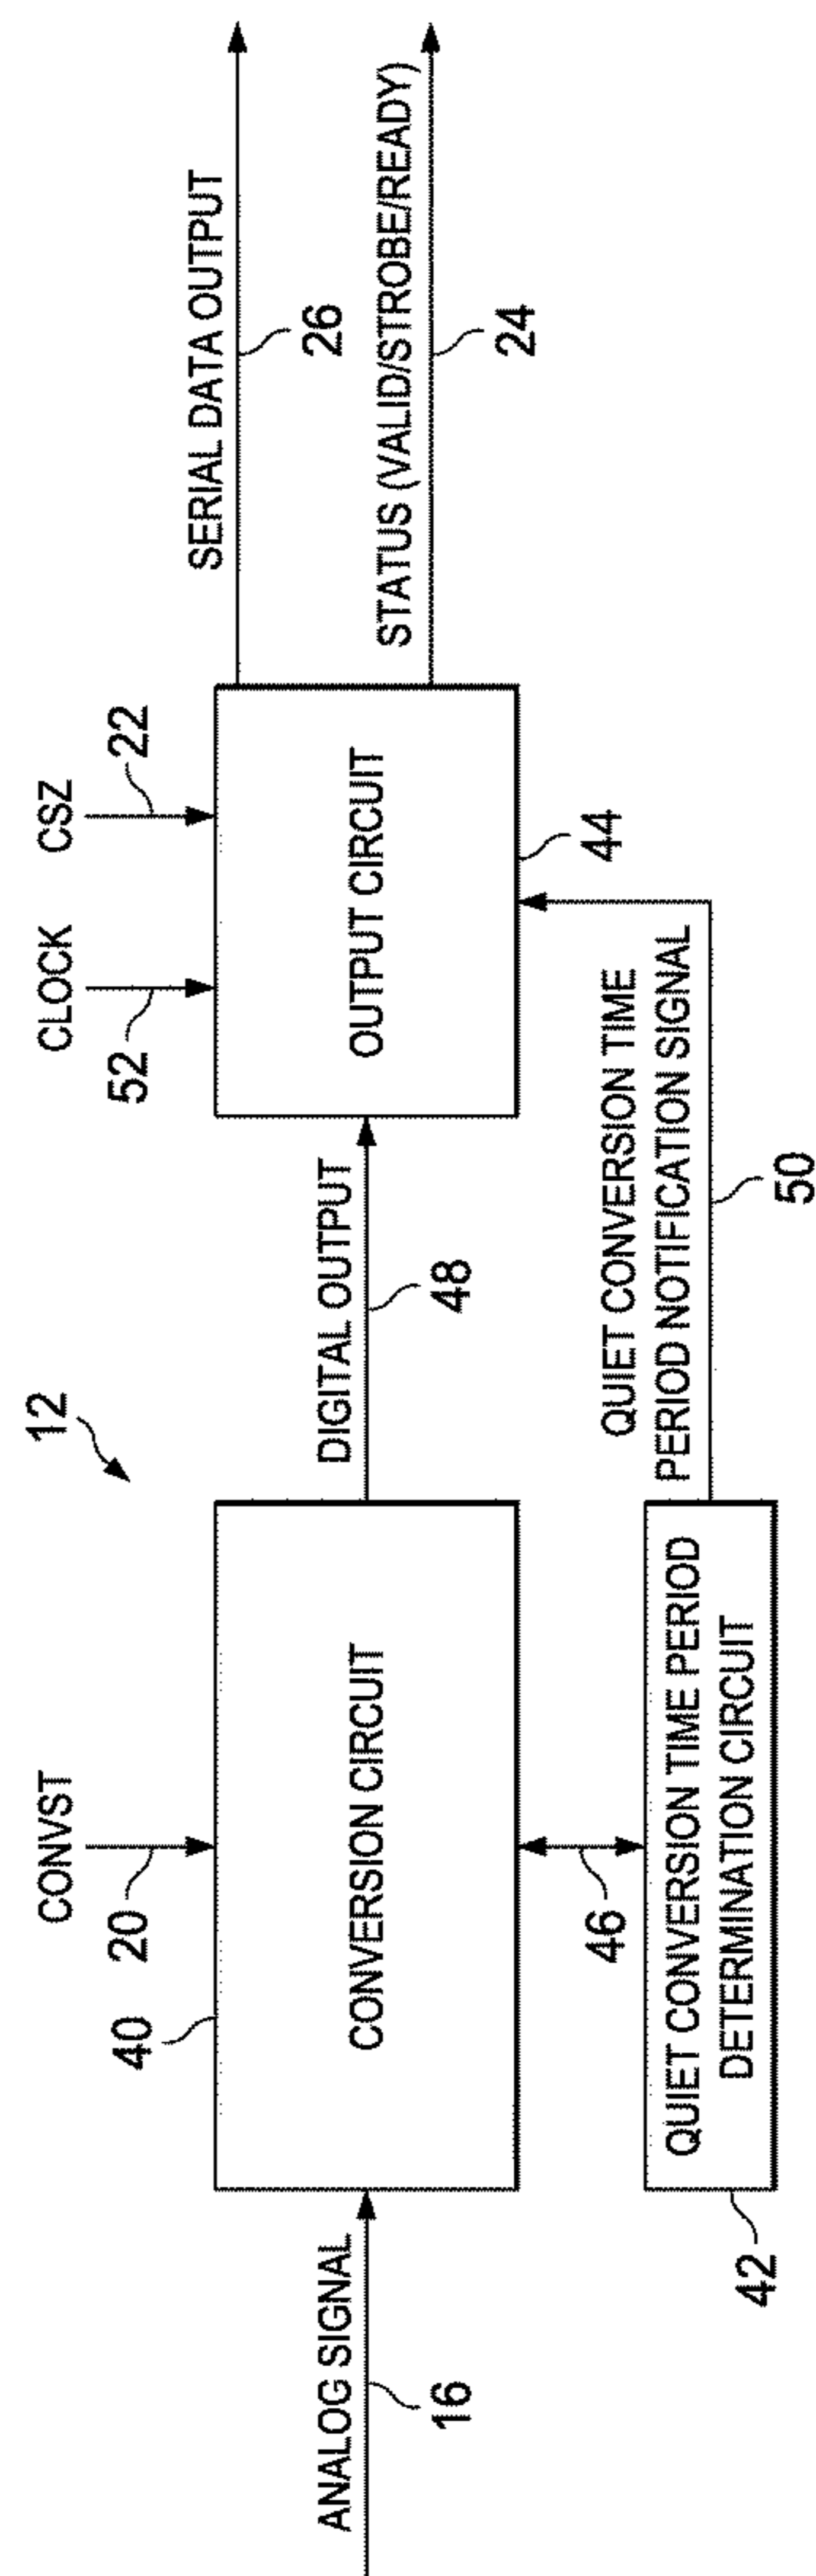 12
CONVST
20
40
CLOCK
52
CSZ
22
ANALOG SIGNAL
16
CONVERSION CIRCUIT
DIGITAL OUTPUT
48
OUTPUT CIRCUIT
44
SERIAL DATA OUTPUT
26
STATUS (VALID/STROBE/READY)
24
46
QUIET CONVERSION TIME PERIOD
DETERMINATION CIRCUIT
42
QUIET CONVERSION TIME
PERIOD NOTIFICATION SIGNAL
50